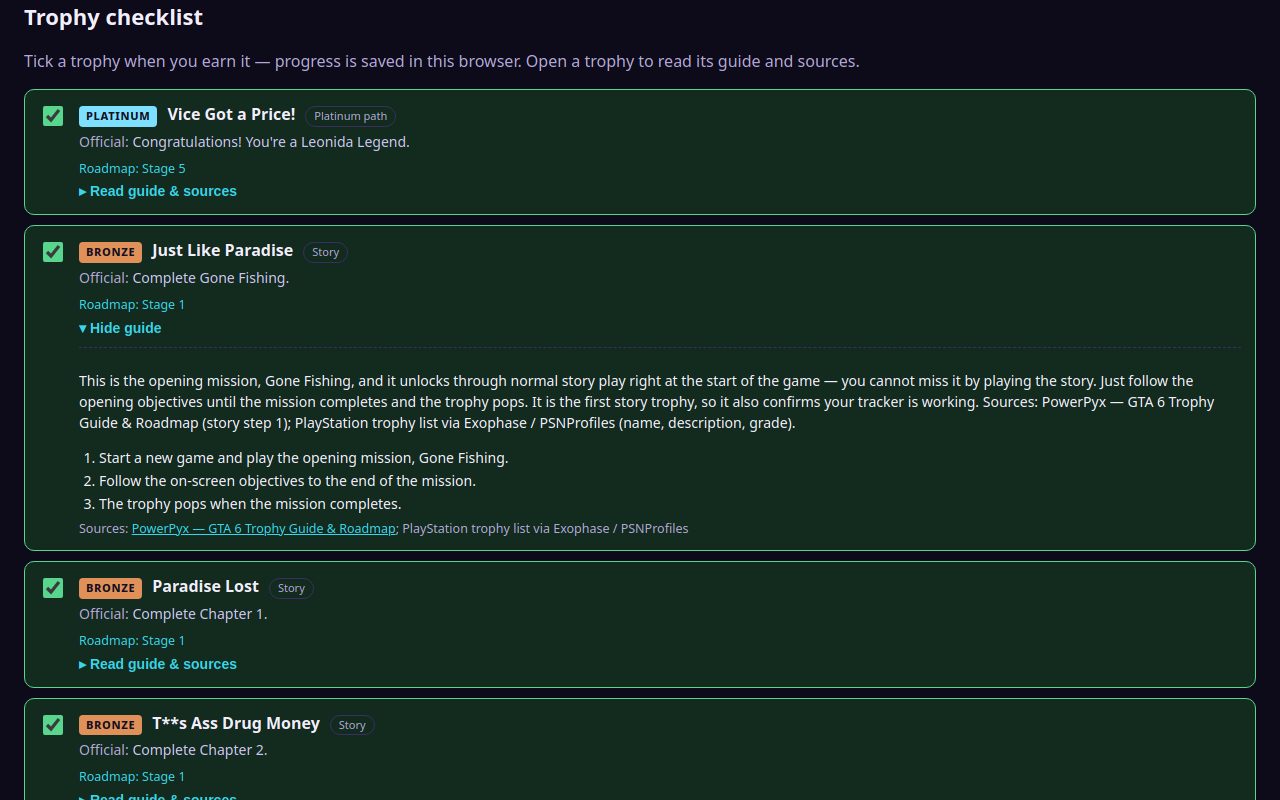 Trophy checklist
Tick a trophy when you earn it — progress is saved in this browser. Open a trophy to read its guide and sources.
PLATINUM Vice Got a Price! Platinum path
Official: Congratulations! You're a Leonida Legend.
Roadmap: Stage 5
▸ Read guide & sources
BRONZE Just Like Paradise Story
Official: Complete Gone Fishing.
Roadmap: Stage 1
▾ Hide guide
This is the opening mission, Gone Fishing, and it unlocks through normal story play right at the start of the game — you cannot miss it by playing the story. Just follow the
opening objectives until the mission completes and the trophy pops. It is the first story trophy, so it also confirms your tracker is working. Sources: PowerPyx — GTA 6 Trophy
Guide & Roadmap (story step 1); PlayStation trophy list via Exophase / PSNProfiles (name, description, grade).
1. Start a new game and play the opening mission, Gone Fishing.
2. Follow the on-screen objectives to the end of the mission.
3. The trophy pops when the mission completes.
Sources: PowerPyx — GTA 6 Trophy Guide & Roadmap; PlayStation trophy list via Exophase / PSNProfiles
BRONZE Paradise Lost Story
Official: Complete Chapter 1.
Roadmap: Stage 1
▸ Read guide & sources
BRONZE T**s Ass Drug Money Story
Official: Complete Chapter 2.
Roadmap: Stage 1
▸ Read guide & sources